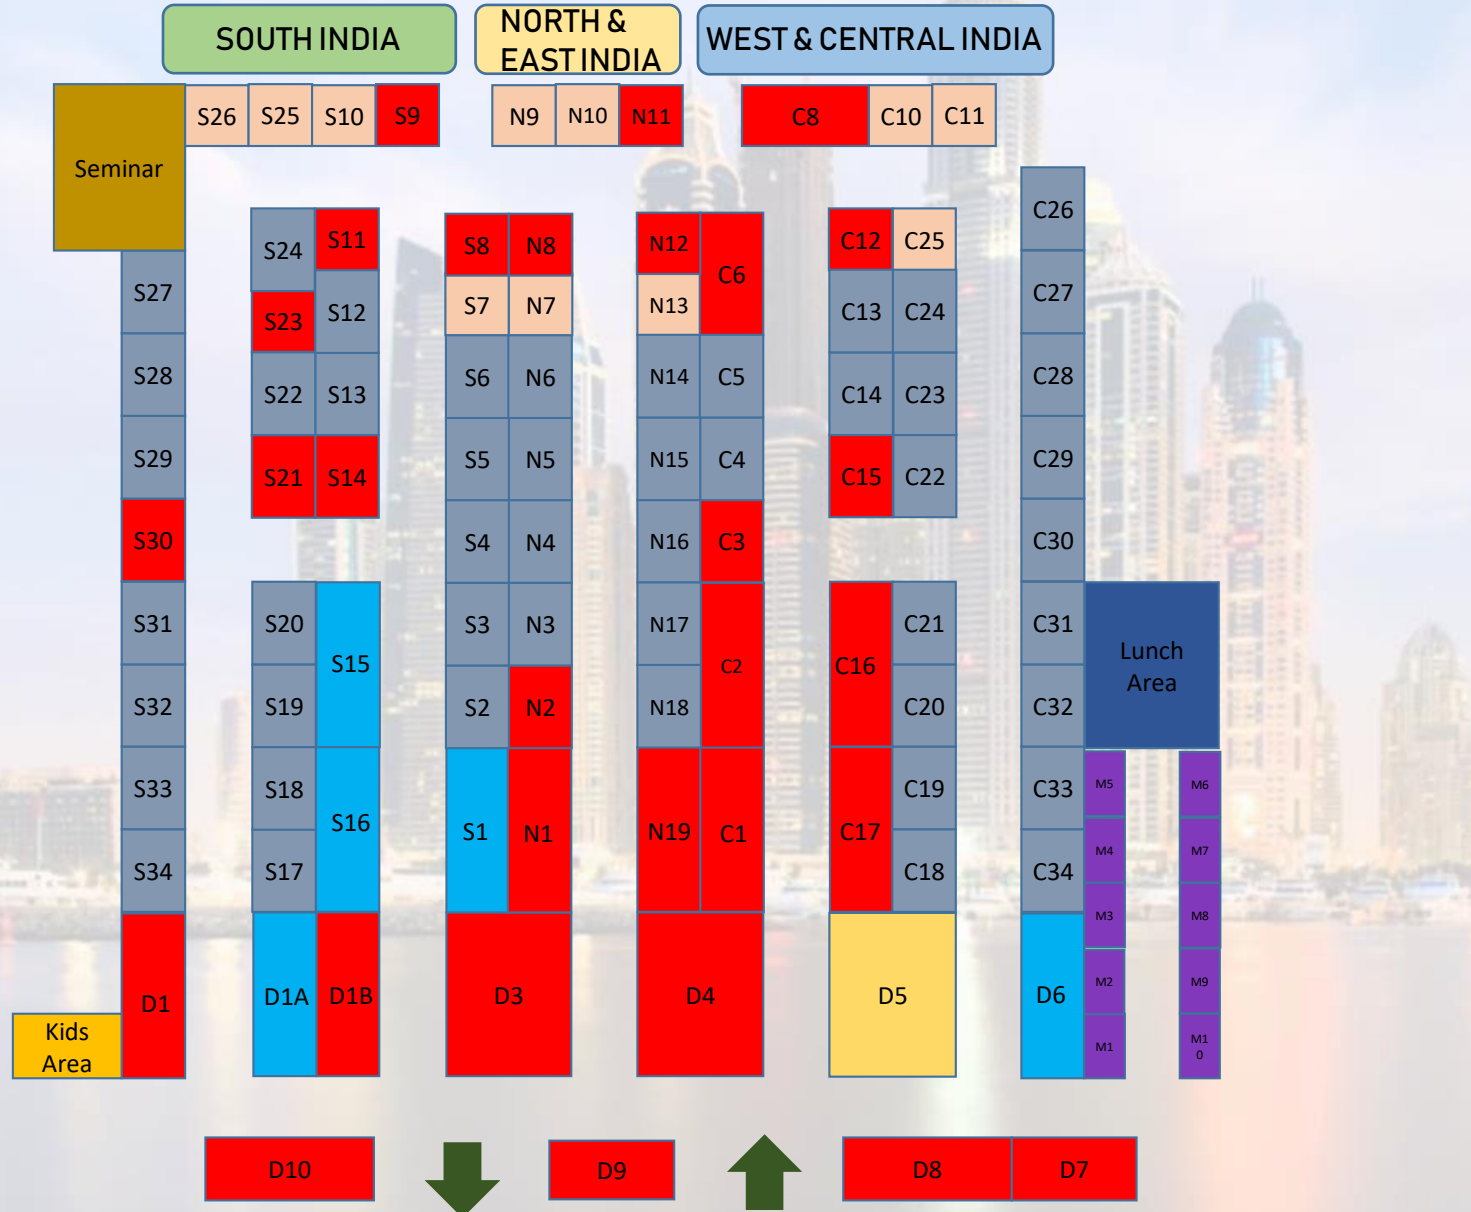 SOUTH INDIA
NORTH &
EAST INDIA
WEST & CENTRAL INDIA
Seminar
S26 S25 S10 S9
N9 N10 N11
C8 C10 C11
C26
S24 S11 S8 N8 N12 C6 C12 C25
S27 S23 S12 S7 N7 N13 C13 C24 C27
S28 S22 S13 S6 N6 N14 C5 C14 C23 C28
S29 S21 S14 S5 N5 N15 C4 C15 C22 C29
S30 S4 N4 N16 C3 C30
S31 S20 S15 S3 N3 N17 C2 C16 C21 C31
Lunch
Area
S32 S19 S2 N2 N18 C20 C32
S33 S18 S16 S1 N1 N19 C1 C17 C19 C33 M5 M6
S34 S17 C18 C34 M4 M7
M3 M8
D1 D1A D1B D3 D4 D5 D6 M2 M9
Kids
Area
M1 M1
0
D10 D9 D8 D7